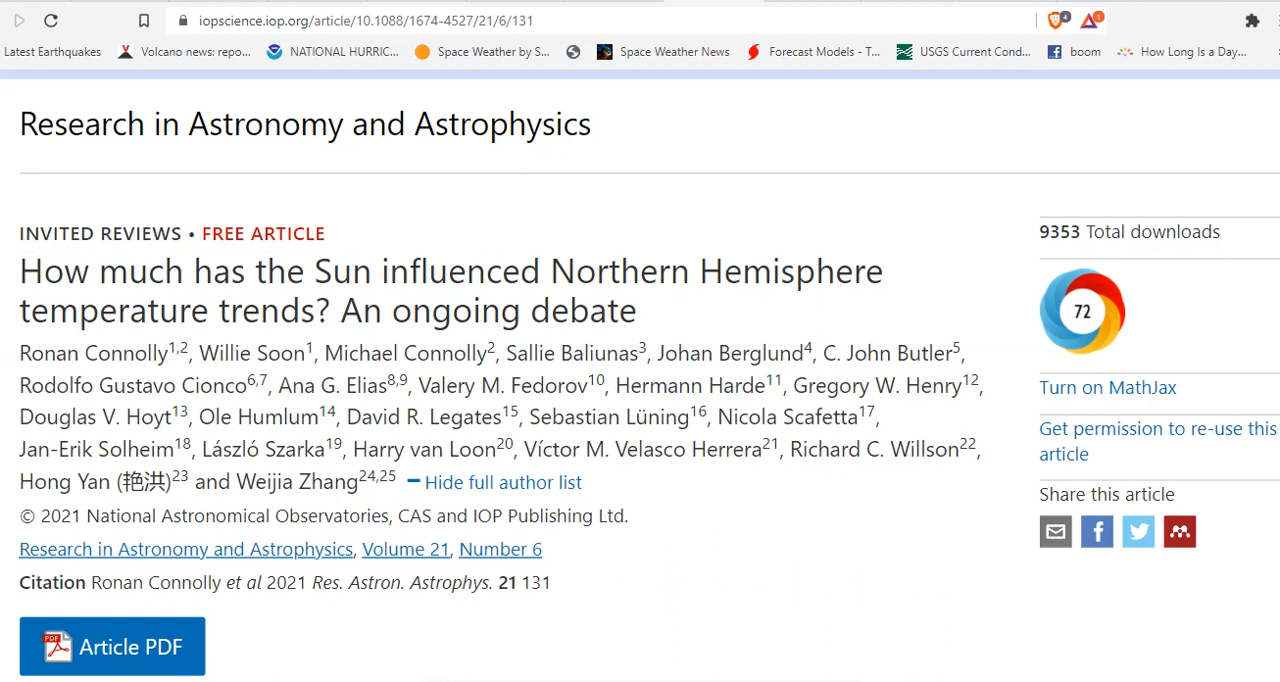 iopscience.iop.org/article/10.1088/1674-4527/21/6/131
4
1
Latest Earthquakes Volcano news: repo... NATIONAL HURRIC... Space Weather by S... Space Weather News Forecast Models - T... USGS Current Cond... boom How Long Is a Day...
Research in Astronomy and Astrophysics
INVITED REVIEWS • FREE ARTICLE
How much has the Sun influenced Northern Hemisphere
temperature trends? An ongoing debate
Ronan Connolly1,2, Willie Soon1, Michael Connolly2, Sallie Baliunas3, Johan Berglund4, C. John Butler5,
Rodolfo Gustavo Cionco6,7, Ana G. Elias8,9, Valery M. Fedorov10, Hermann Harde11, Gregory W. Henry12,
Douglas V. Hoyt13, Ole Humlum14, David R. Legates15, Sebastian Lüning16, Nicola Scafetta17,
Jan-Erik Solheim18, László Szarka19, Harry van Loon20, Víctor M. Velasco Herrera21, Richard C. Willson22,
Hong Yan (艳洪)23 and Weijia Zhang24,25 Hide full author list
© 2021 National Astronomical Observatories, CAS and IOP Publishing Ltd.
Research in Astronomy and Astrophysics, Volume 21, Number 6
Citation Ronan Connolly et al 2021 Res. Astron. Astrophys. 21 131
PDF
Article PDF
9353 Total downloads
72
Turn on MathJax
Get permission to re-use this
article
Share this article